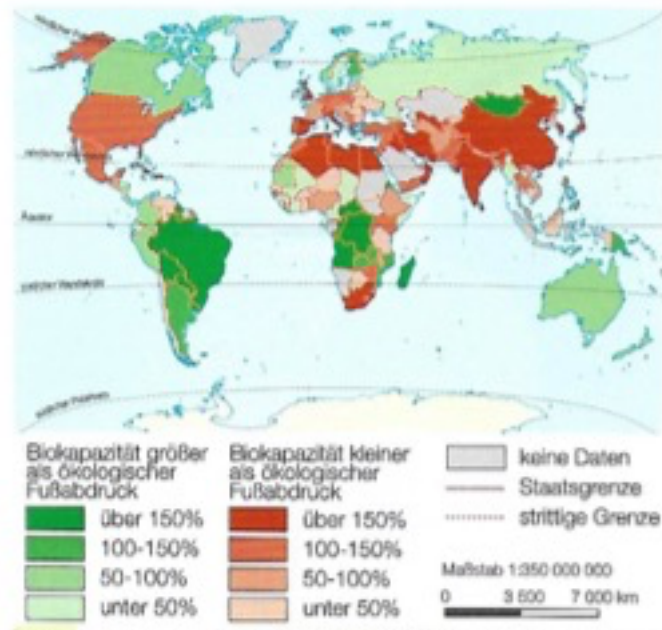 Äquator
Biokapazität größer
als ökologischer
Fußabdruck
über 150%
100-150%
50-100%
unter 50%
Biokapazität kleiner
als ökologischer
Fußabdruck
über 150%
100-150%
50-100%
unter 50%
keine Daten
Staatsgrenze
strittige Grenze
Maßstab 1:350 000 000
0 3 500 7 000 km